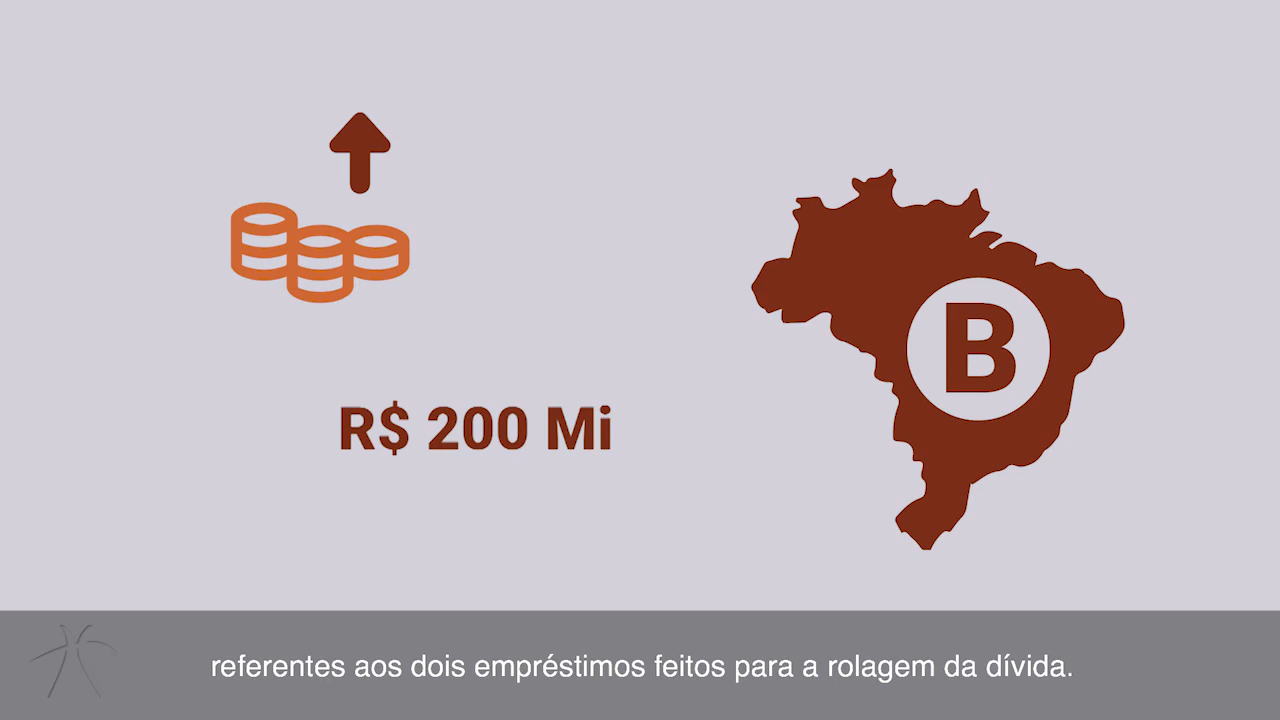 R$ 200 Mi
B
referentes aos dois empréstimos feitos para a rolagem da dívida.